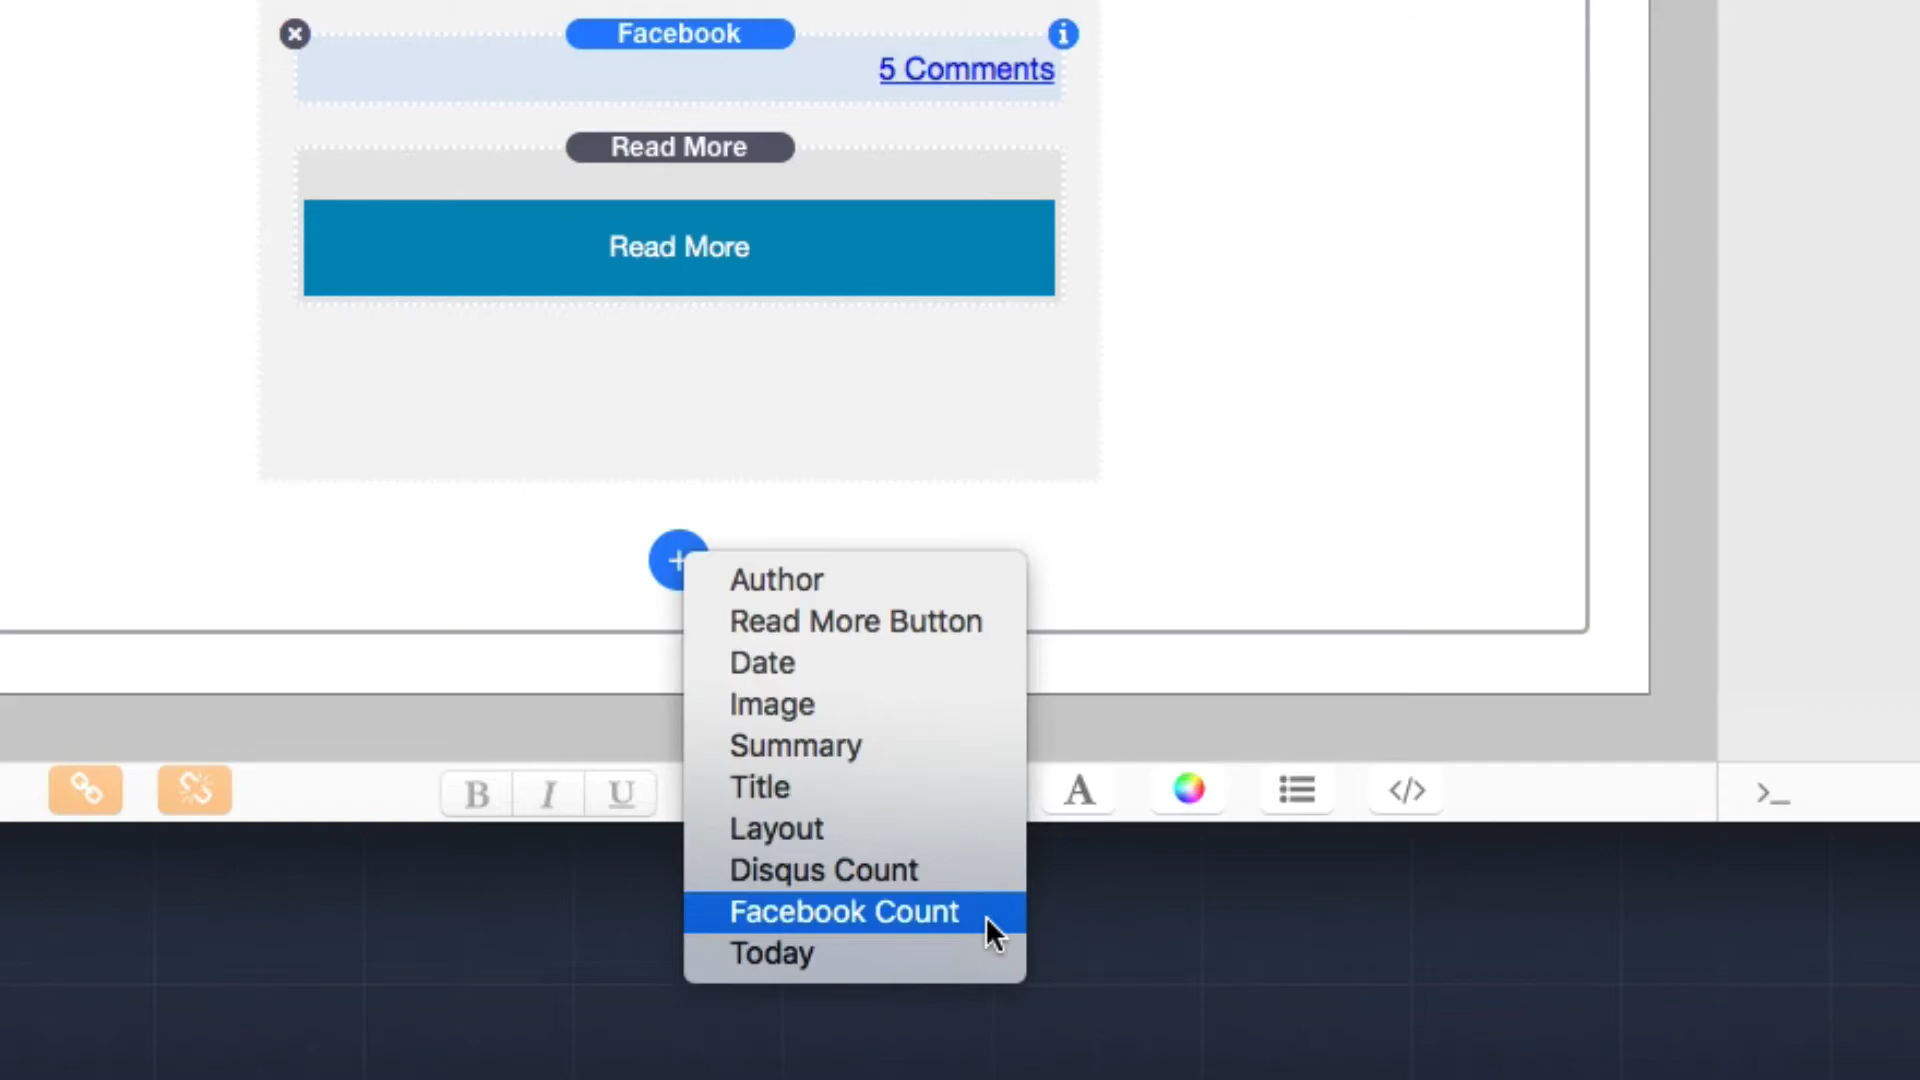 Facebook
5 Comments
Read More
Read More
Author
Read More Button
Date
Image
Summary
Title
Layout
Disqus Count
Facebook Count
Today
B I U
A
</>
>_